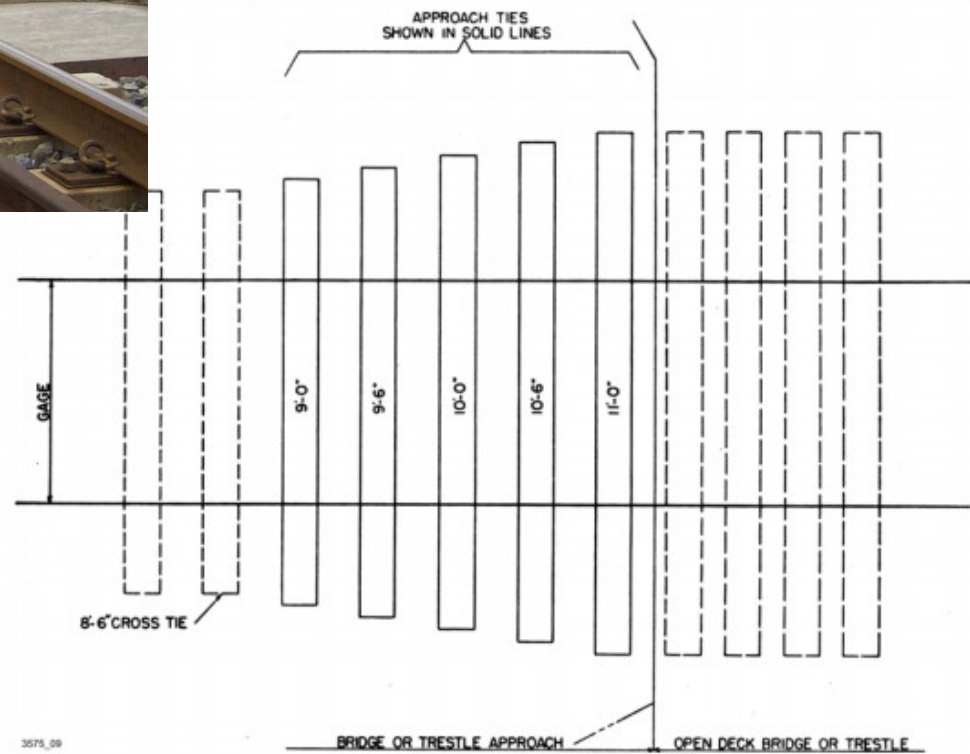 APPROACH TIES
SHOWN IN SOLID LINES
GAGE
9'-0"
9'-6"
10'-0"
10'-6"
11'-0"
8'-6" CROSS TIE
3575_09
BRIDGE OR TRESTLE APPROACH
OPEN DECK BRIDGE OR TRESTLE